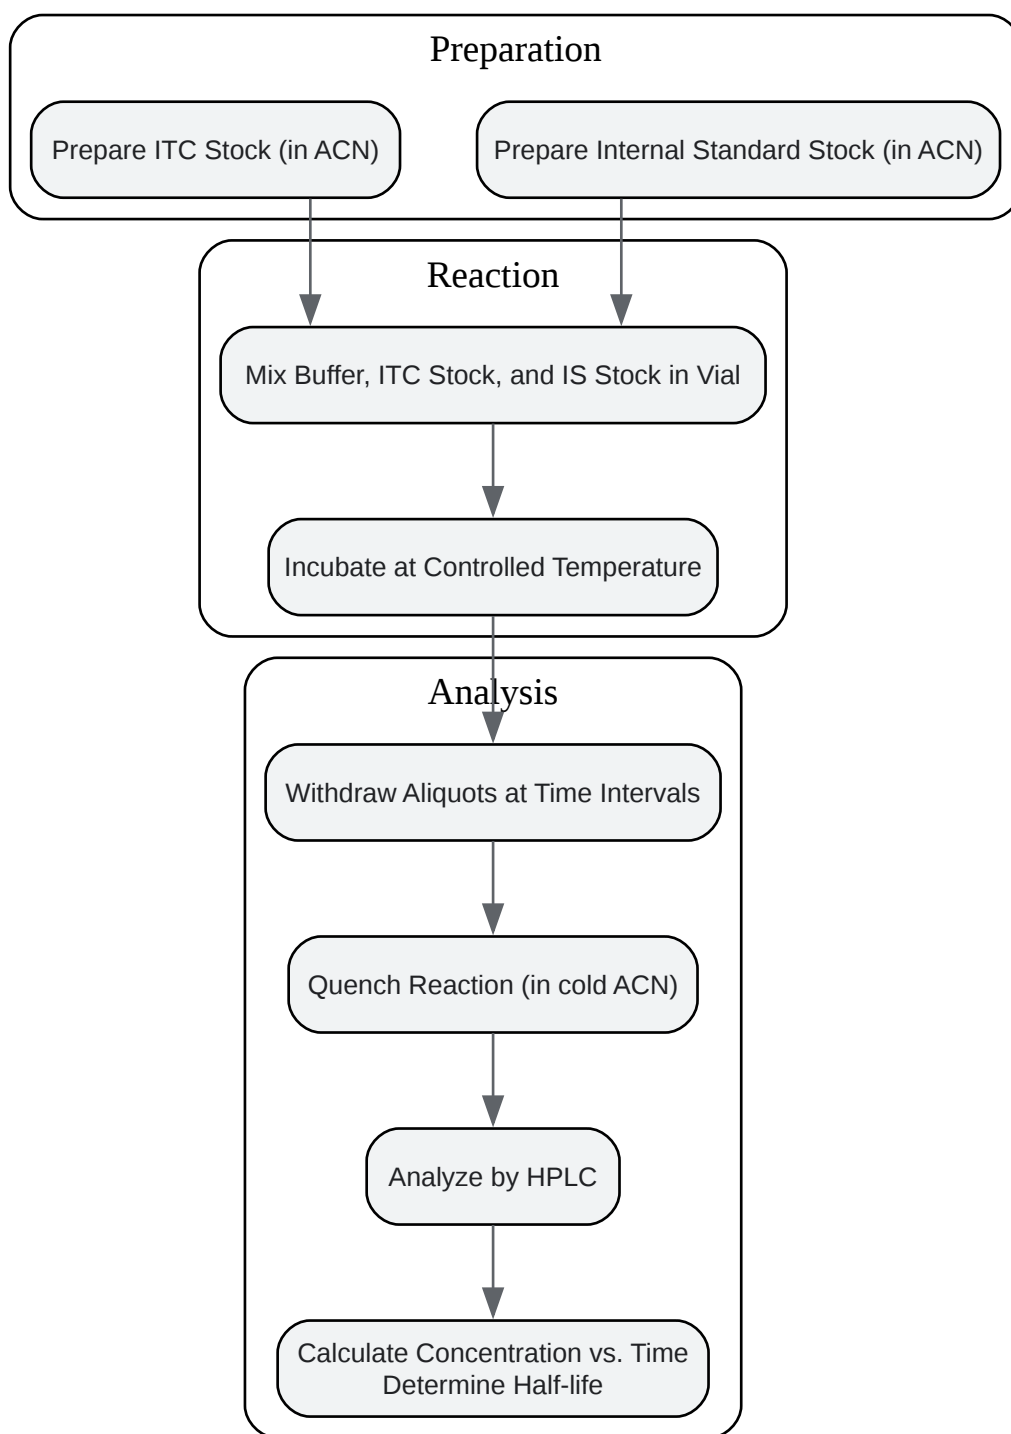 Preparation
Prepare ITC Stock (in ACN)
Prepare Internal Standard Stock (in ACN)
Reaction
Mix Buffer, ITC Stock, and IS Stock in Vial
Incubate at Controlled Temperature
Analysis
Withdraw Aliquots at Time Intervals
Quench Reaction (in cold ACN)
Analyze by HPLC
Calculate Concentration vs. Time
Determine Half-life